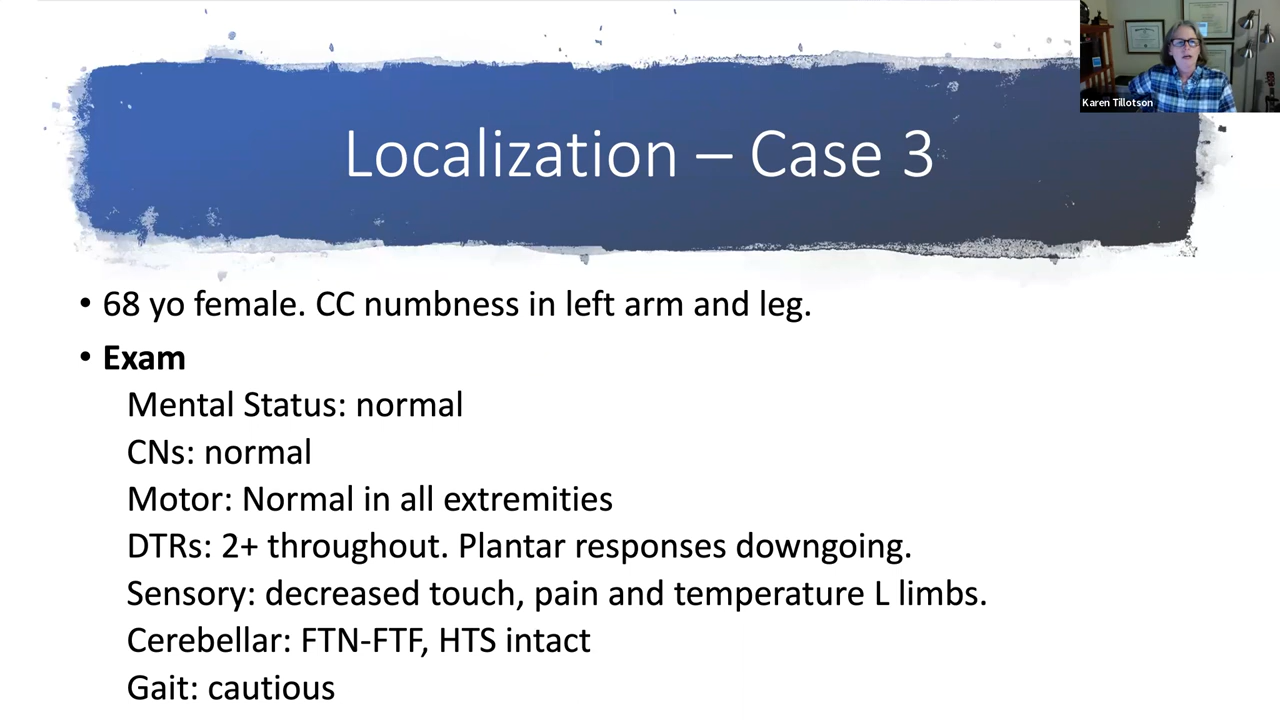 Karen Tillotson
Localization – Case 3
• 68 yo female. CC numbness in left arm and leg.
• Exam
Mental Status: normal
CNs: normal
Motor: Normal in all extremities
DTRs: 2+ throughout. Plantar responses downgoing.
Sensory: decreased touch, pain and temperature L limbs.
Cerebellar: FTN-FTF, HTS intact
Gait: cautious